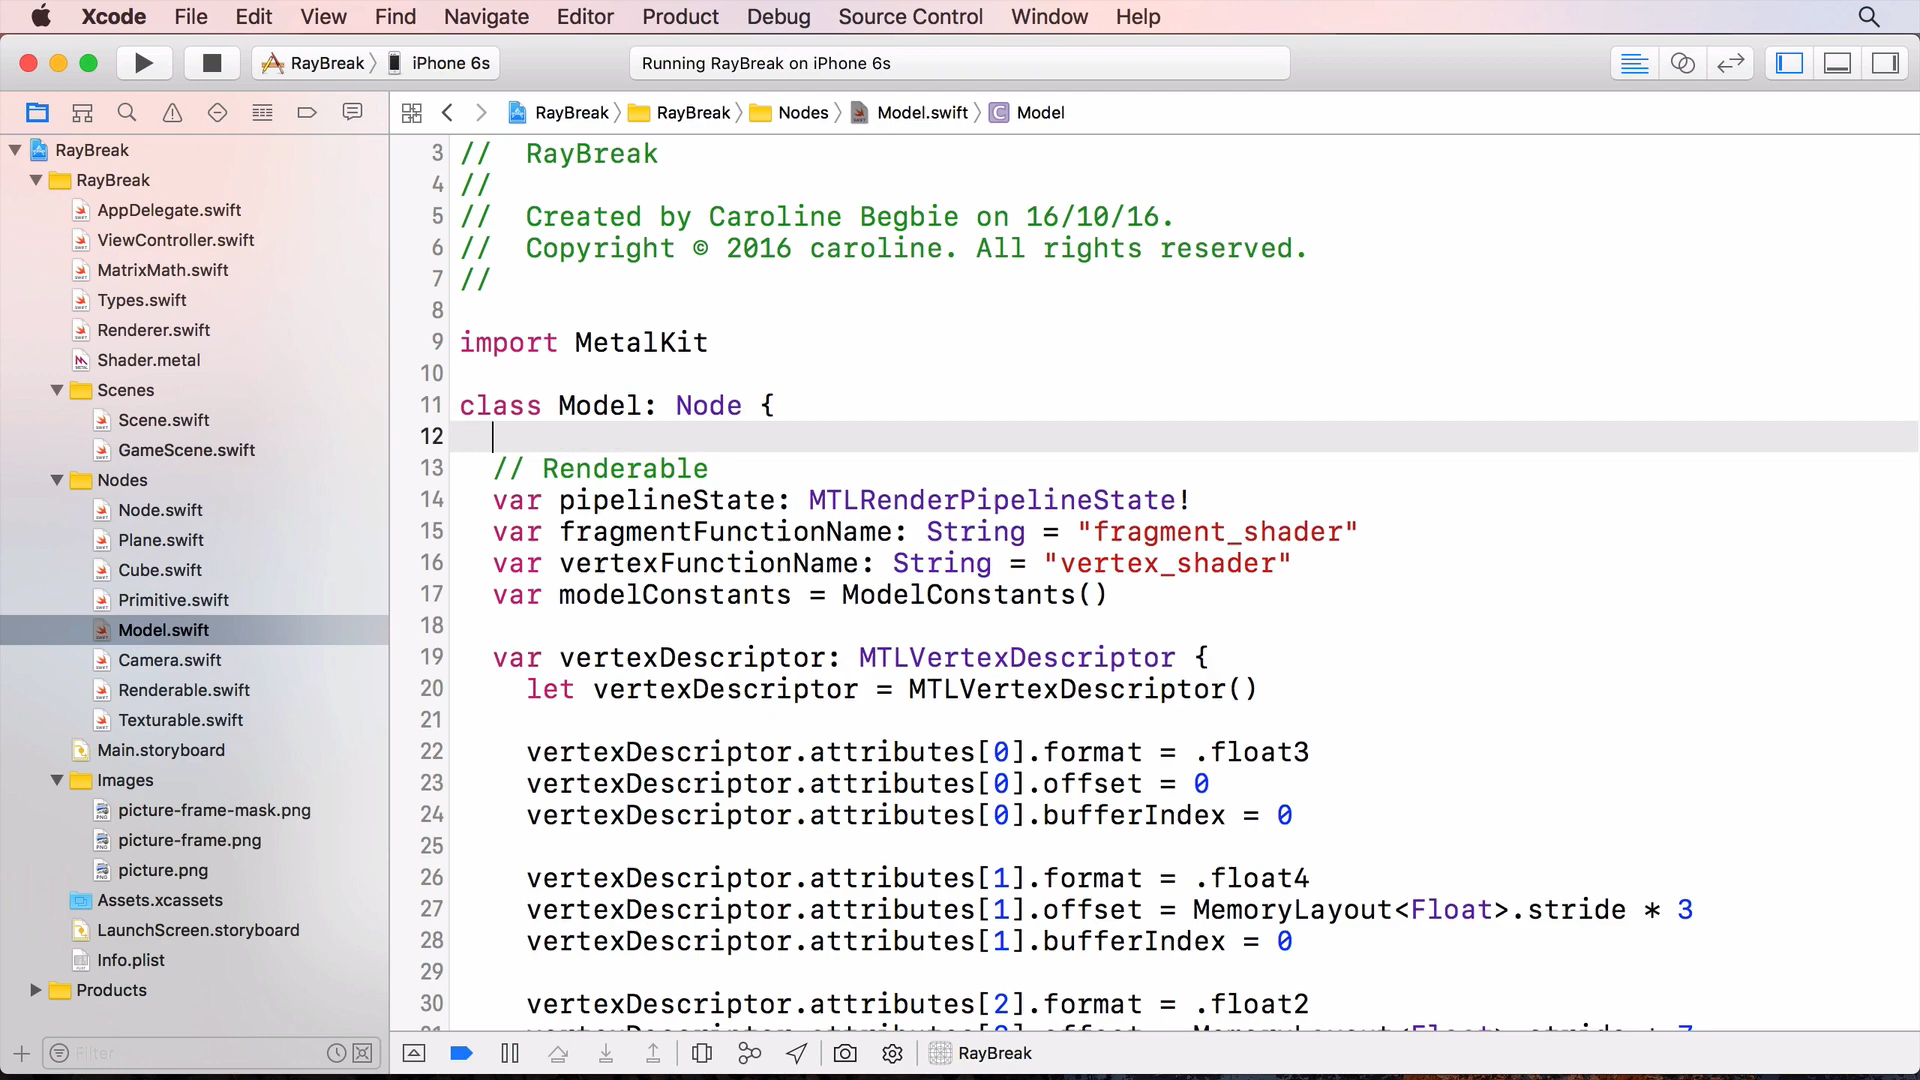 Xcode File Edit View Find Navigate Editor Product Debug Source Control Window Help
RayBreak iPhone 6s Running RayBreak on iPhone 6s
RayBreak RayBreak Nodes Model.swift C Model
RayBreak
RayBreak
AppDelegate.swift
ViewController.swift
MatrixMath.swift
Types.swift
Renderer.swift
Shader.metal
Scenes
Scene.swift
GameScene.swift
Nodes
Node.swift
Plane.swift
Cube.swift
Primitive.swift
Model.swift
Camera.swift
Renderable.swift
Texturable.swift
Main.storyboard
Images
picture-frame-mask.png
picture-frame.png
picture.png
Assets.xcassets
LaunchScreen.storyboard
Info.plist
Products
Filter
3 //  RayBreak
4 //
5 //  Created by Caroline Begbie on 16/10/16.
6 //  Copyright © 2016 caroline. All rights reserved.
7 //
8
9 import MetalKit
10
11 class Model: Node {
12
13 // Renderable
14 var pipelineState: MTLRenderPipelineState!
15 var fragmentFunctionName: String = "fragment_shader"
16 var vertexFunctionName: String = "vertex_shader"
17 var modelConstants = ModelConstants()
18
19 var vertexDescriptor: MTLVertexDescriptor {
20 let vertexDescriptor = MTLVertexDescriptor()
21
22 vertexDescriptor.attributes[0].format = .float3
23 vertexDescriptor.attributes[0].offset = 0
24 vertexDescriptor.attributes[0].bufferIndex = 0
25
26 vertexDescriptor.attributes[1].format = .float4
27 vertexDescriptor.attributes[1].offset = MemoryLayout<Float>.stride * 3
28 vertexDescriptor.attributes[1].bufferIndex = 0
29
30 vertexDescriptor.attributes[2].format = .float2
RayBreak